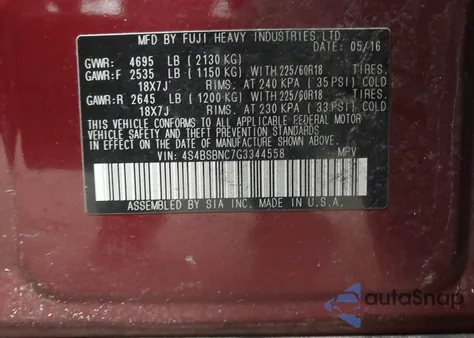 MFD BY FUJI HEAVY INDUSTRIES LTD.
DATE: 05/16
GVWR: 4695 LB ( 2130 KG)
GAWR:F 2535 LB ( 1150 KG) WITH 225/60R18 TIRES.
18X7J RIMS. AT 240 KPA ( 35 PSI) COLD
GAWR:R 2645 LB ( 1200 KG) WITH 225/60R18 TIRES.
18X7J RIMS. AT 230 KPA ( 33 PSI) COLD
THIS VEHICLE CONFORMS TO ALL APPLICABLE FEDERAL MOTOR
VEHICLE SAFETY AND THEFT PREVENTION STANDARDS IN EFFECT
ON THE DATE OF MANUFACTURE SHOWN ABOVE.
VIN: 4S4BSBNC7G3344558 MPV
ASSEMBLED BY SIA INC. MADE IN U.S.A.
autoSnap